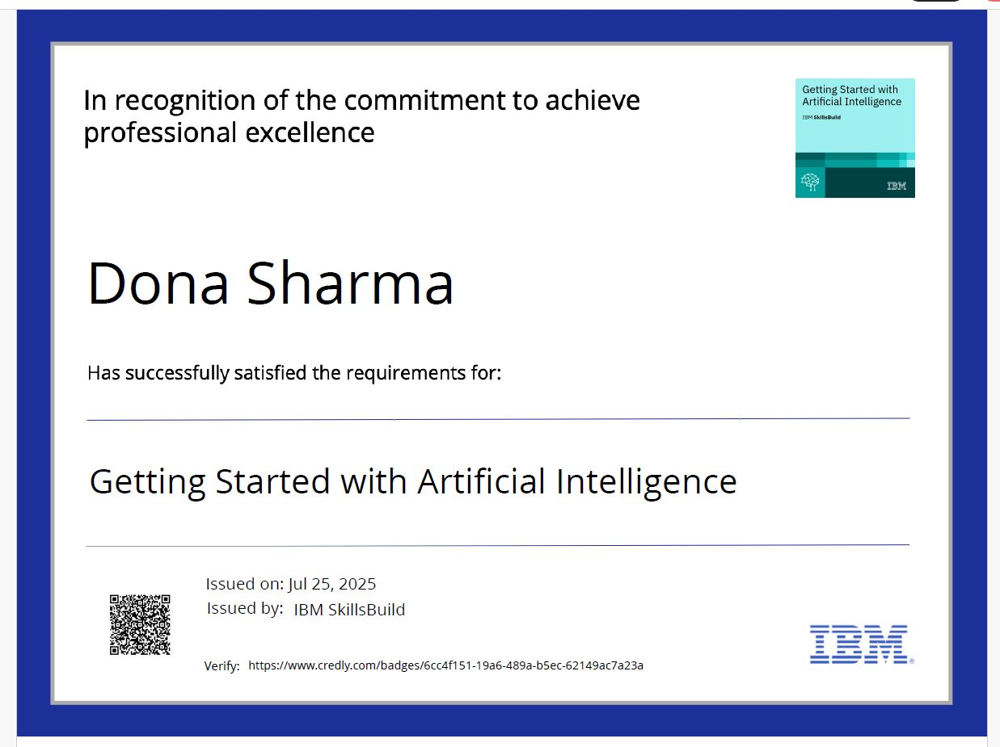 In recognition of the commitment to achieve
professional excellence
Getting Started with
Artificial Intelligence
IBM SkillsBuild
IBM
Dona Sharma
Has successfully satisfied the requirements for:
Getting Started with Artificial Intelligence
Issued on: Jul 25, 2025
Issued by: IBM SkillsBuild
Verify: https://www.credly.com/badges/6cc4f151-19a6-489a-b5ec-62149ac7a23a
IBM®